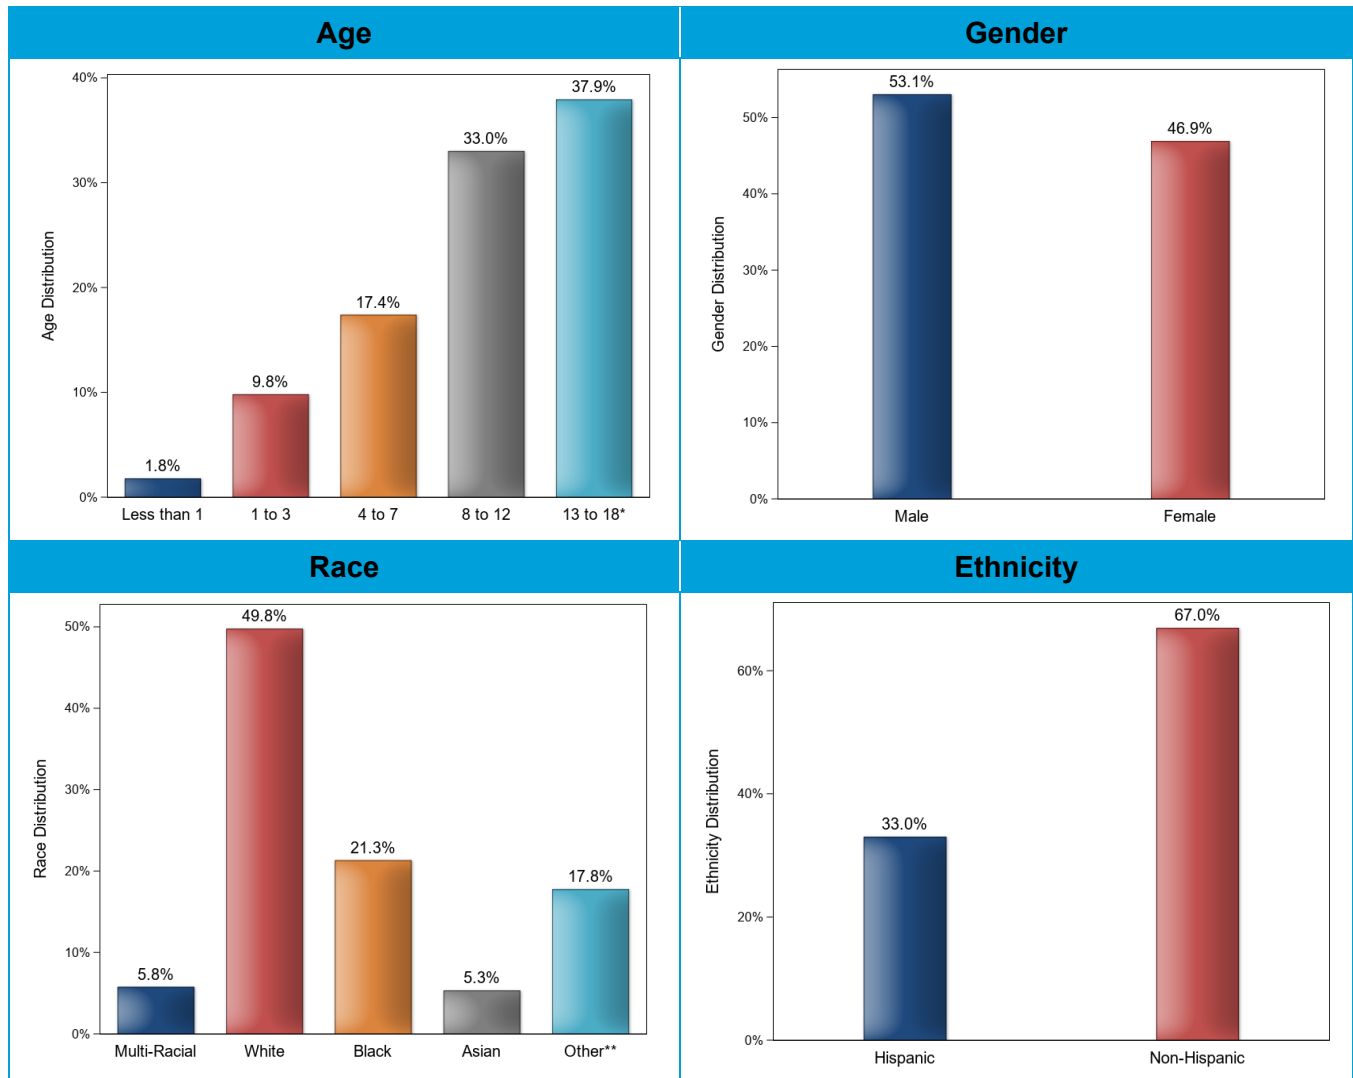 Age
Gender
40%
30%
20%
10%
0%
Age Distribution
1.8%
9.8%
17.4%
33.0%
37.9%
Less than 1
1 to 3
4 to 7
8 to 12
13 to 18*
50%
40%
30%
20%
10%
0%
Gender Distribution
53.1%
46.9%
Male
Female
Race
Ethnicity
50%
40%
30%
20%
10%
0%
Race Distribution
5.8%
49.8%
21.3%
5.3%
17.8%
Multi-Racial
White
Black
Asian
Other**
60%
40%
20%
0%
Ethnicity Distribution
33.0%
67.0%
Hispanic
Non-Hispanic